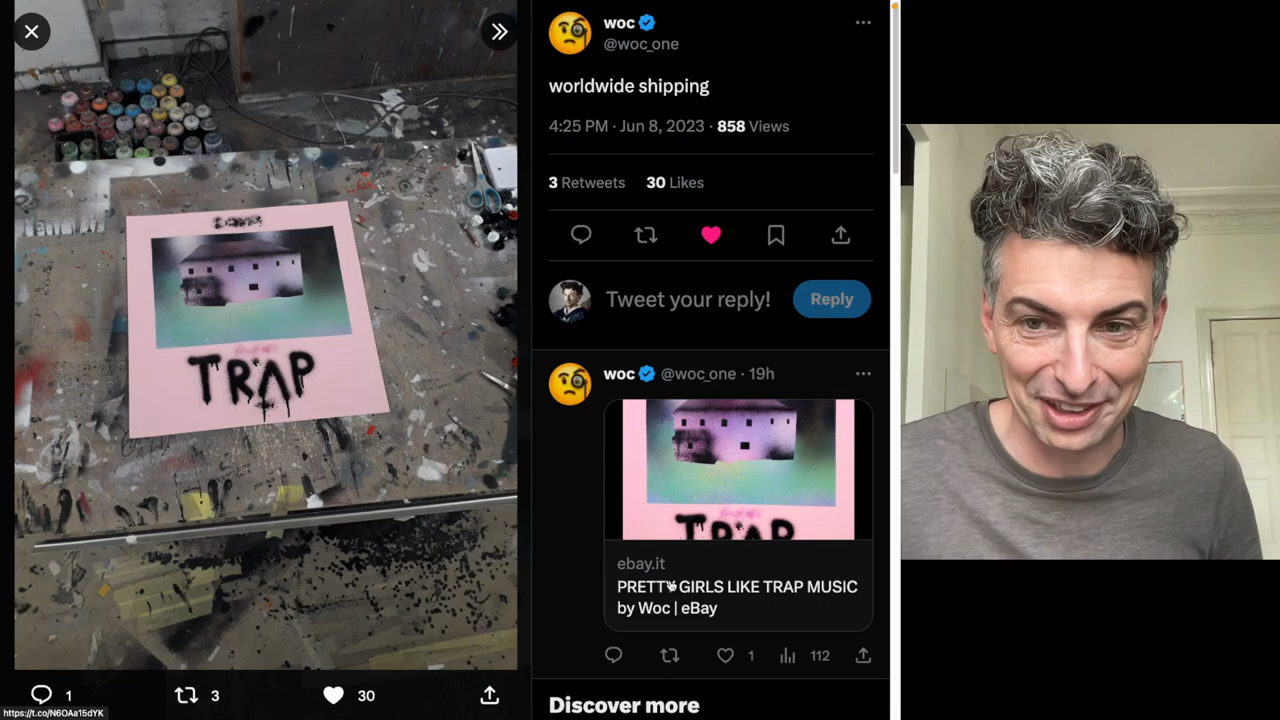 TRAP
1
3
30
https://t.co/N6OAa15dYK
woc
@woc_one
worldwide shipping
4:25 PM · Jun 8, 2023 · 858 Views
3 Retweets 30 Likes
Tweet your reply! Reply
woc @woc_one · 19h
TRAP
ebay.it
PRETTY GIRLS LIKE TRAP MUSIC
by Woc | eBay
1 112
Discover more